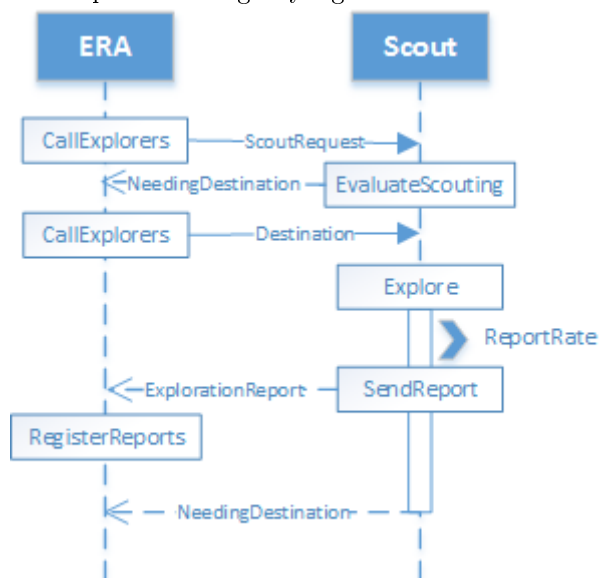 ERA
Scout
CallExplorers
ScoutRequest
NeedingDestination
EvaluateScouting
CallExplorers
Destination
Explore
ReportRate
ExplorationReport
SendReport
RegisterReports
NeedingDestination